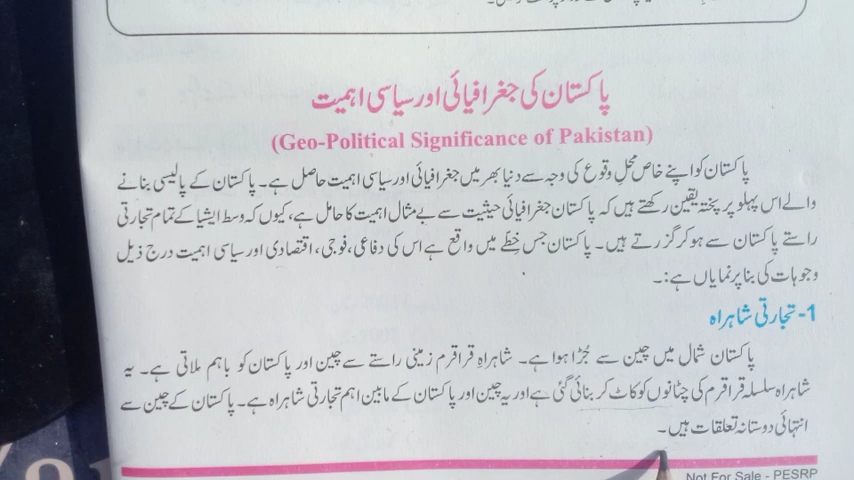 پاکستان کی جغرافیائی اور سیاسی اہمیت
(Geo-Political Significance of Pakistan)
پاکستان کو اپنے خاص محلِ وقوع کی وجہ سے دنیا بھر میں جغرافیائی اور سیاسی اہمیت حاصل ہے۔ پاکستان کے پالیسی بنانے
والے اس پہلو پر پختہ یقین رکھتے ہیں کہ پاکستان جغرافیائی حیثیت سے بے مثال اہمیت کا حامل ہے، کیوں کہ وسط ایشیا کے تمام تجارتی
راستے پاکستان سے ہو کر گزرتے ہیں۔ پاکستان جس خِطّے میں واقع ہے اس کی دفاعی، فوجی، اقتصادی اور سیاسی اہمیت درج ذیل
وجوہات کی بنا پر نمایاں ہے:۔
1- تجارتی شاہراہ
پاکستان شمال میں چین سے جُڑا ہوا ہے۔ شاہراہِ قراقرم زمینی راستے سے چین اور پاکستان کو باہم ملاتی ہے۔ یہ
شاہراہ سلسلہ قراقرم کی چٹانوں کو کاٹ کر بنائی گئی ہے اور یہ چین اور پاکستان کے مابین اہم تجارتی شاہراہ ہے۔ پاکستان کے چین سے
انتہائی دوستانہ تعلقات ہیں۔
Not For Sale - PESRP